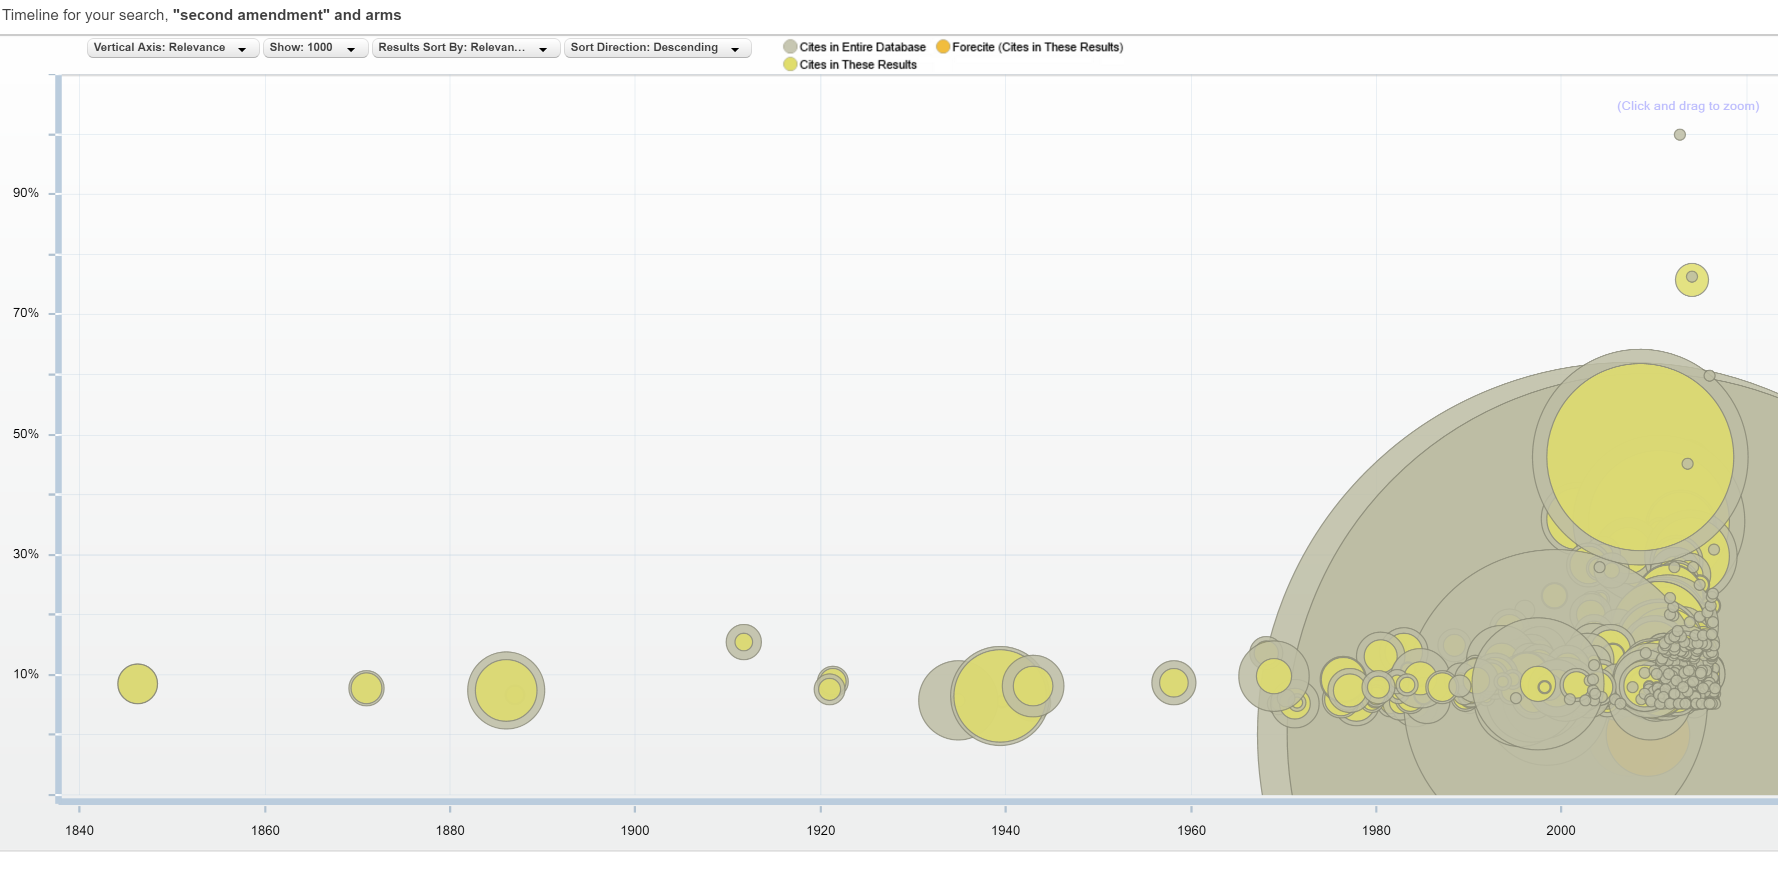 Timeline for your search, "second amendment" and arms
Vertical Axis: Relevance
Show: 1000
Results Sort By: Relevan...
Sort Direction: Descending
Cites in Entire Database
Forecite (Cites in These Results)
Cites in These Results
(Click and drag to zoom)
90%
70%
50%
30%
10%
1840
1860
1880
1900
1920
1940
1960
1980
2000